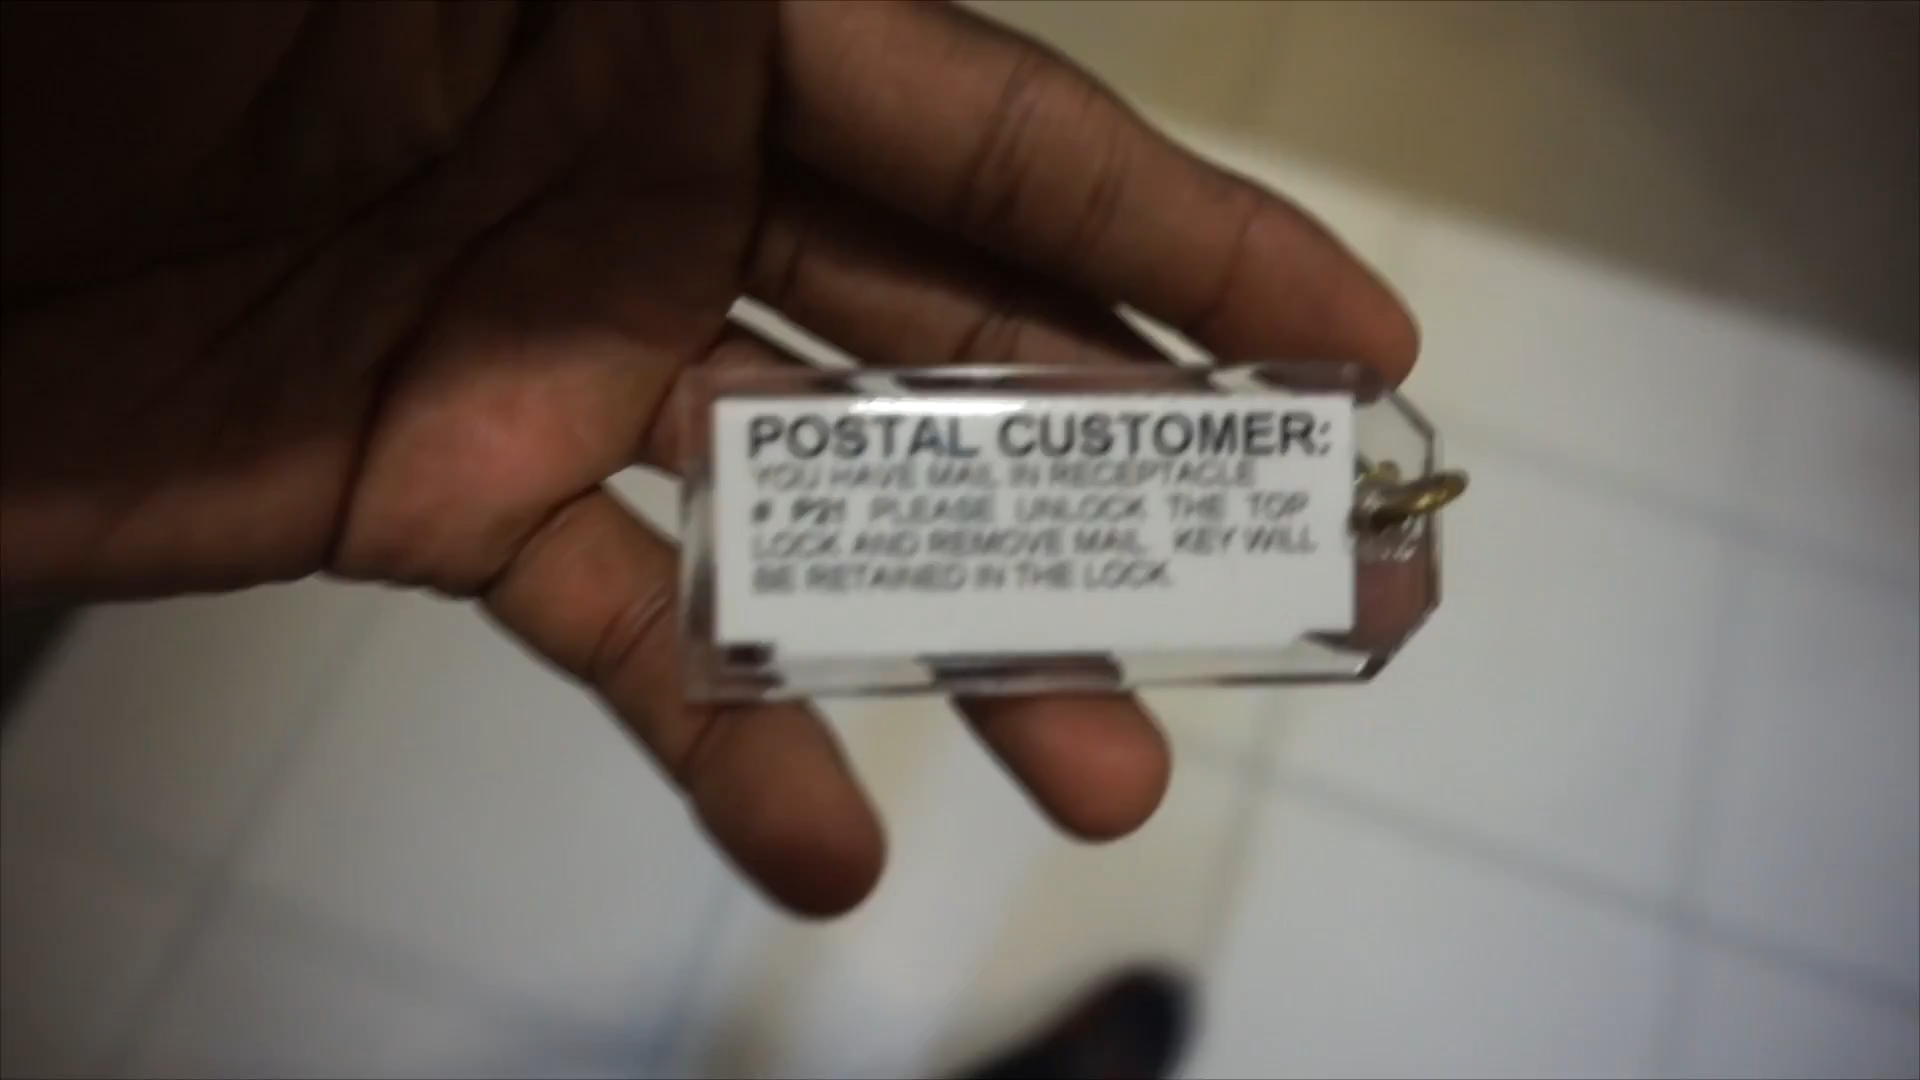 POSTAL CUSTOMER:
YOU HAVE MAIL IN RECEPTACLE
# P21 PLEASE UNLOCK THE TOP
LOCK AND REMOVE MAIL. KEY WILL
BE RETAINED IN THE LOCK.